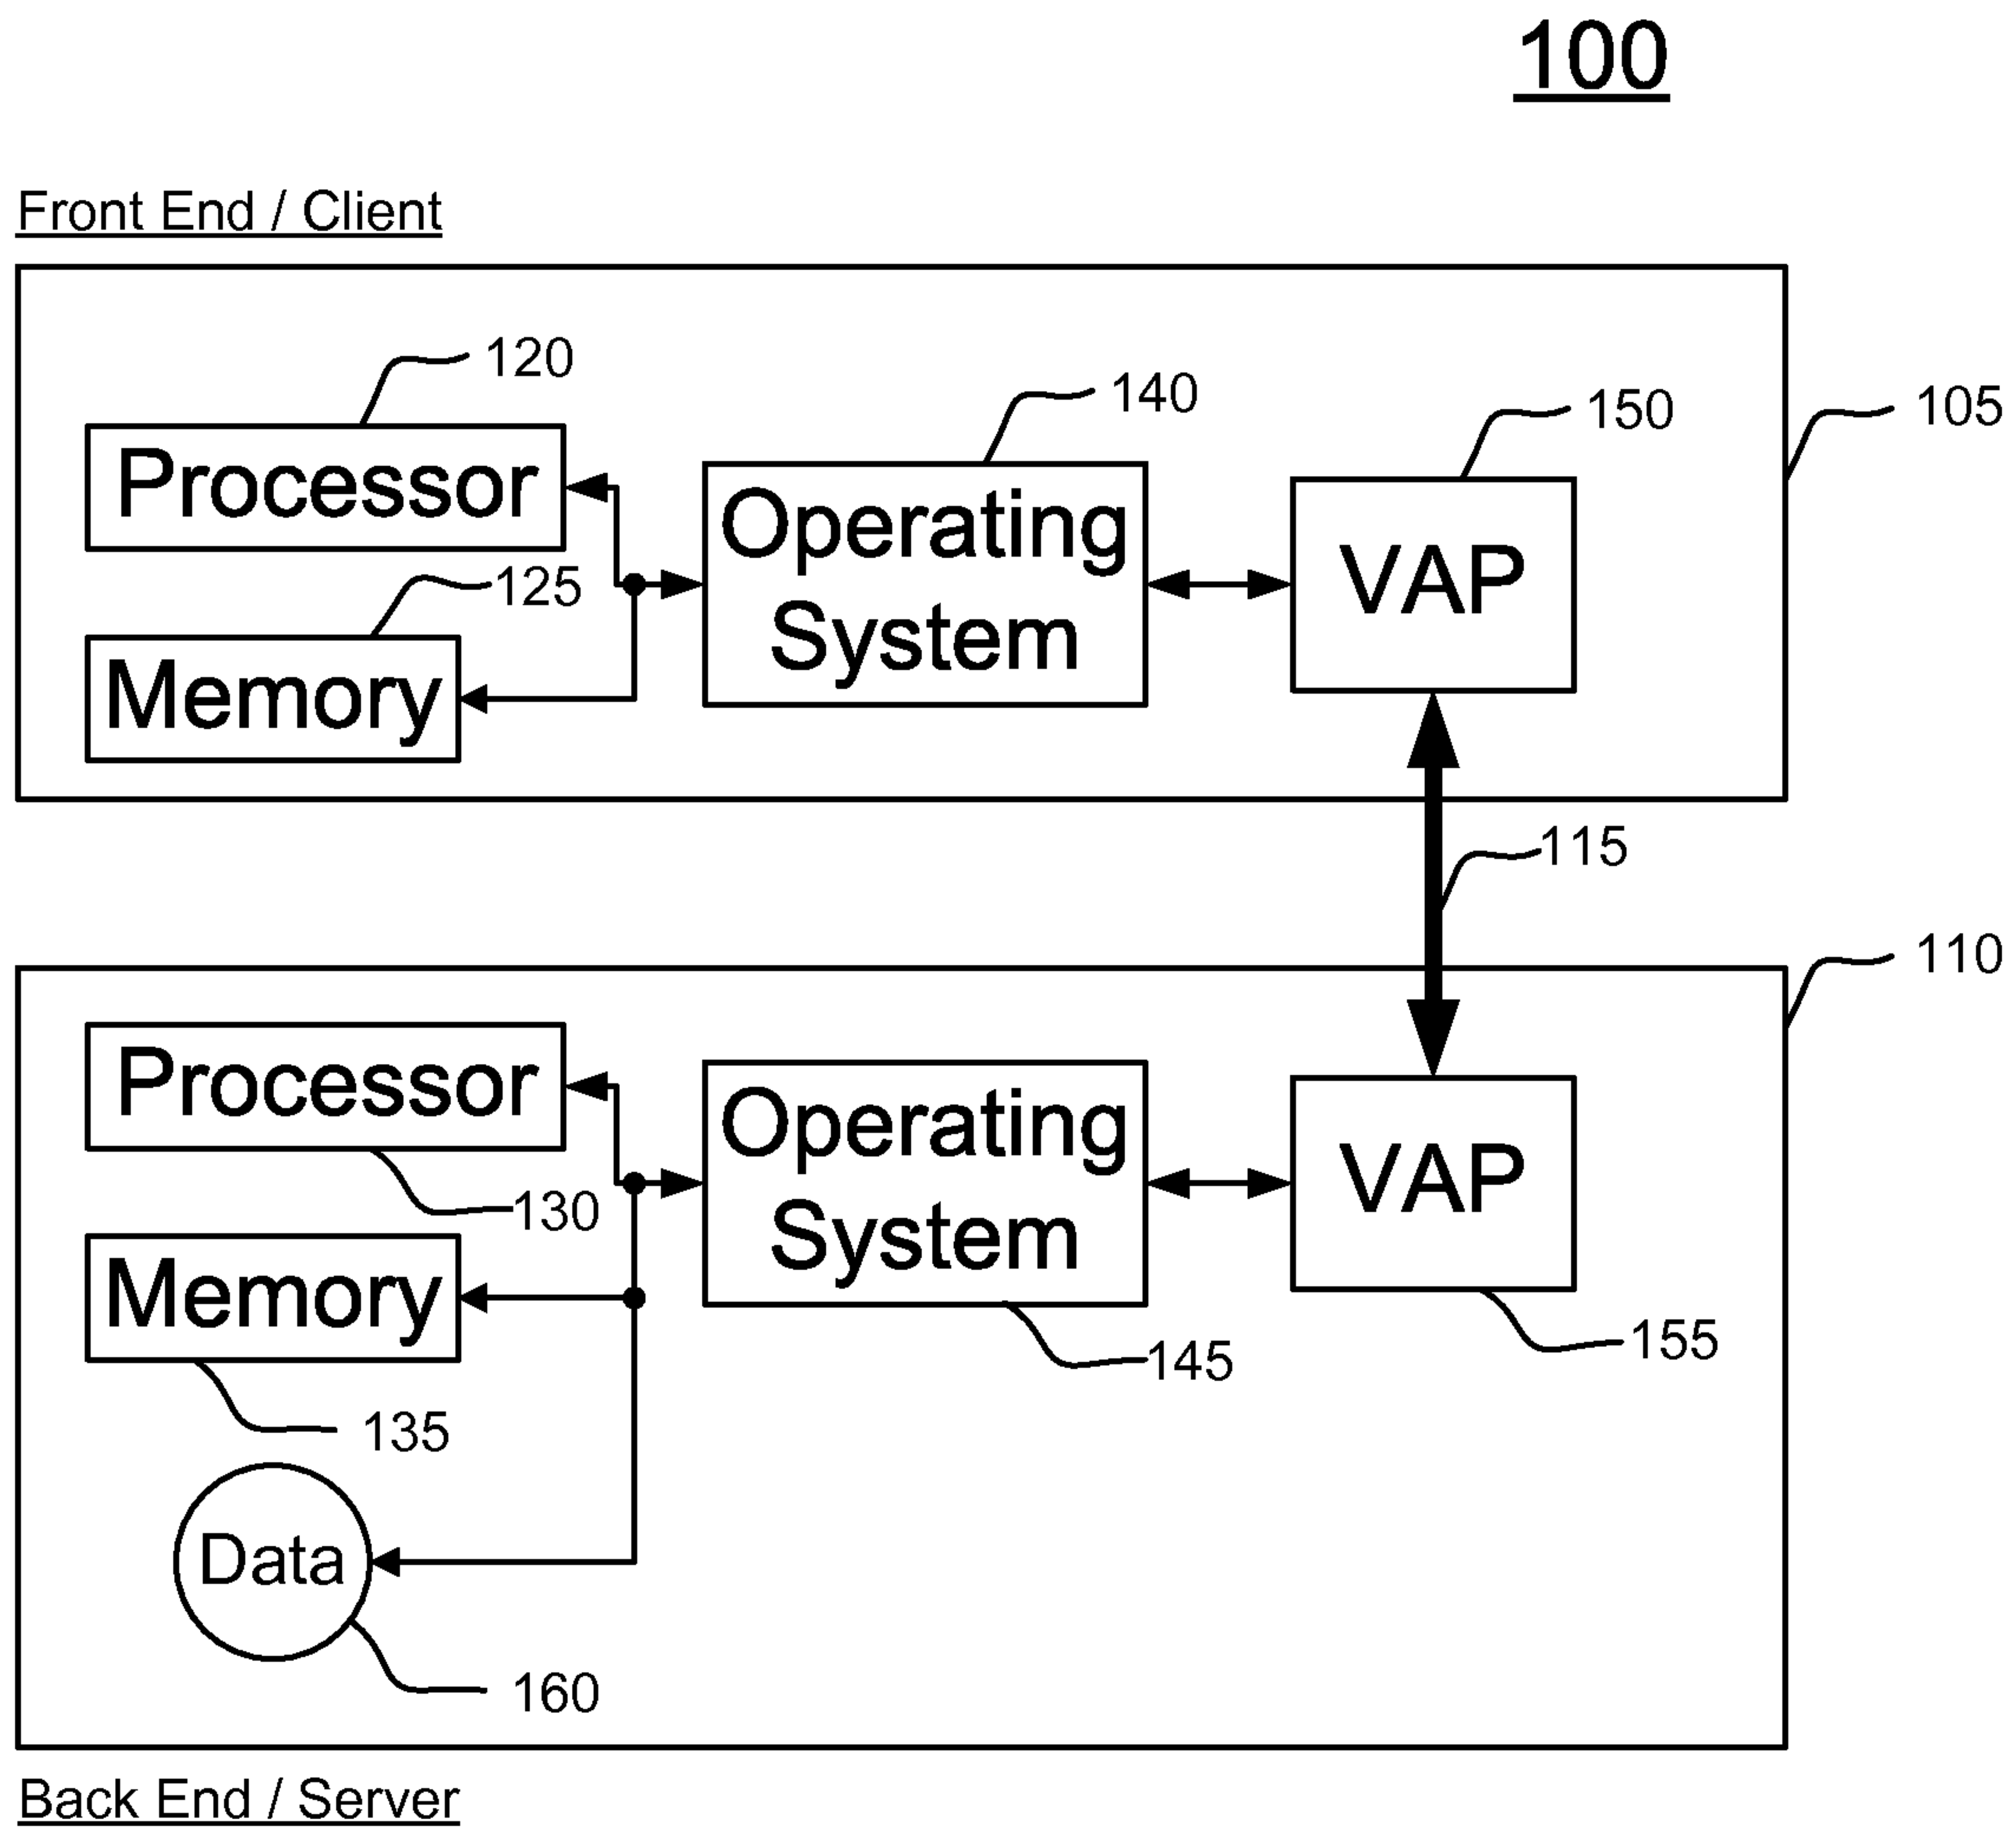 100
Front End / Client
120
140
150
105
Processor
Operating
System
VAP
125
Memory
115
110
Processor
Operating
System
VAP
130
Memory
145
155
135
Data
160
Back End / Server